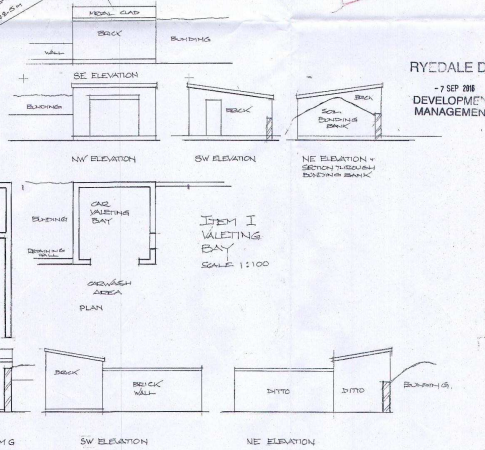 METAL CLAD
BRICK
BUNDING
WALL
SE ELEVATION
RYEDALE D
- 7 SEP 2016
DEVELOPMEN
MANAGEMEN
BUNDING
BRICK
BRICK
SOIL
BUNDING
BANK
NW ELEVATION
SW ELEVATION
NE ELEVATION +
SECTION THROUGH
BUNDING BANK
CAR
VALETING
BAY
BUNDING
RETAINING
WALL
ITEM I
VALETING
BAY
SCALE 1:100
CARWASH
AREA
PLAN
BRICK
BRICK
WALL
DITTO
DITTO
BUNDING.
SW ELEVATION
NE ELEVATION